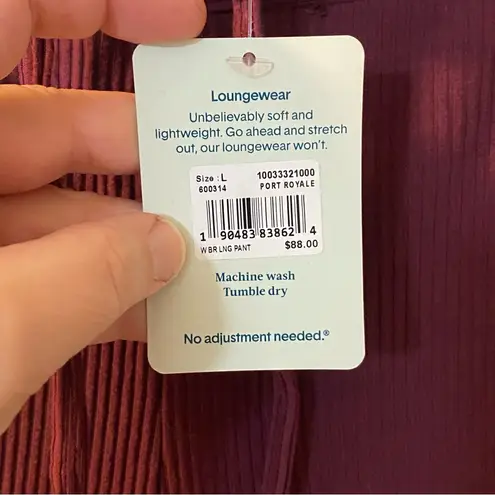 Loungewear
Unbelievably soft and
lightweight. Go ahead and stretch
out, our loungewear won't.
Size : L 10033321000
600314 PORT ROYALE
1 90483 83862 4
W BR LNG PANT $88.00
Machine wash
Tumble dry
No adjustment needed.®